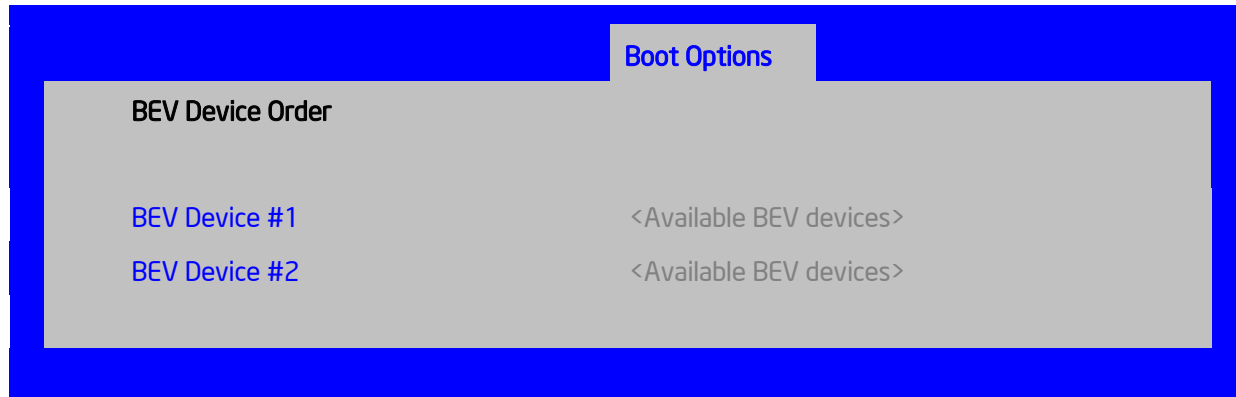 Boot Options
BEV Device Order
BEV Device #1 <Available BEV devices>
BEV Device #2 <Available BEV devices>